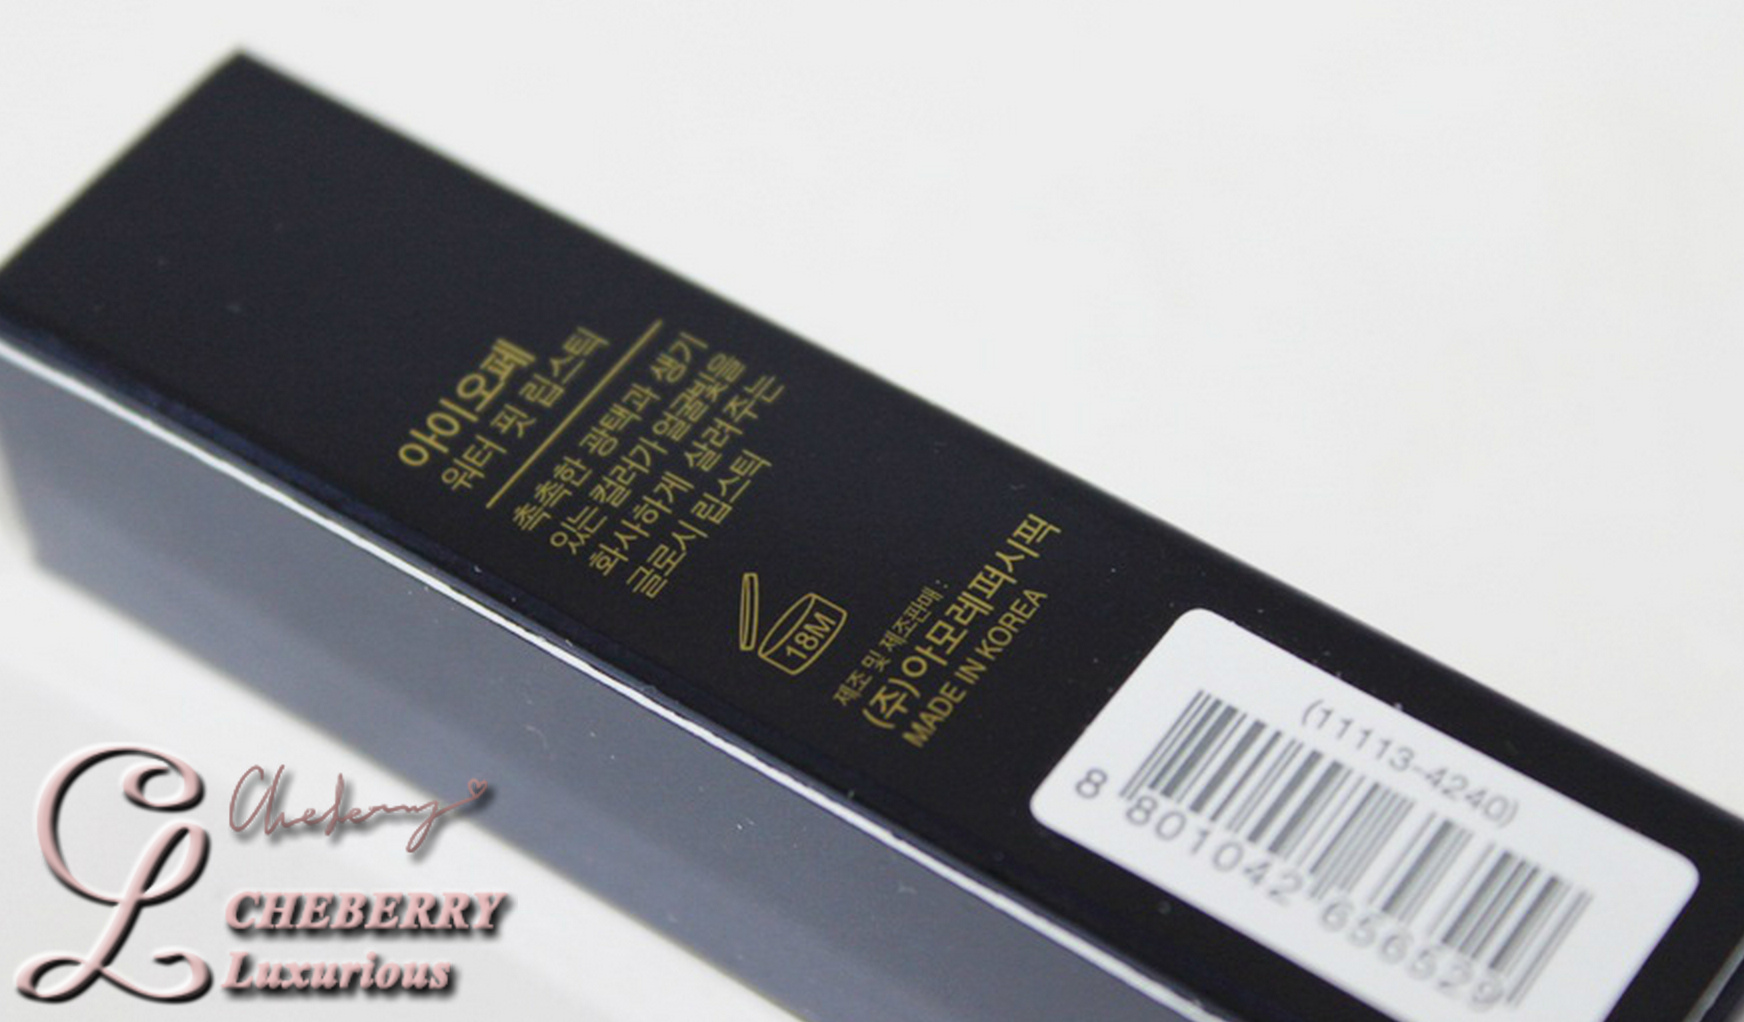 아이오페
워터 핏 립스틱
촉촉한 광택과 생기
있는 컬러가 얼굴빛을
화사하게 살려주는
글로시 립스틱
18M
제조 및 제조판매 :
(주)아모레퍼시픽
MADE IN KOREA
(11113-4240)
8 801042 656529
Cheberry
CHEBERRY
Luxurious